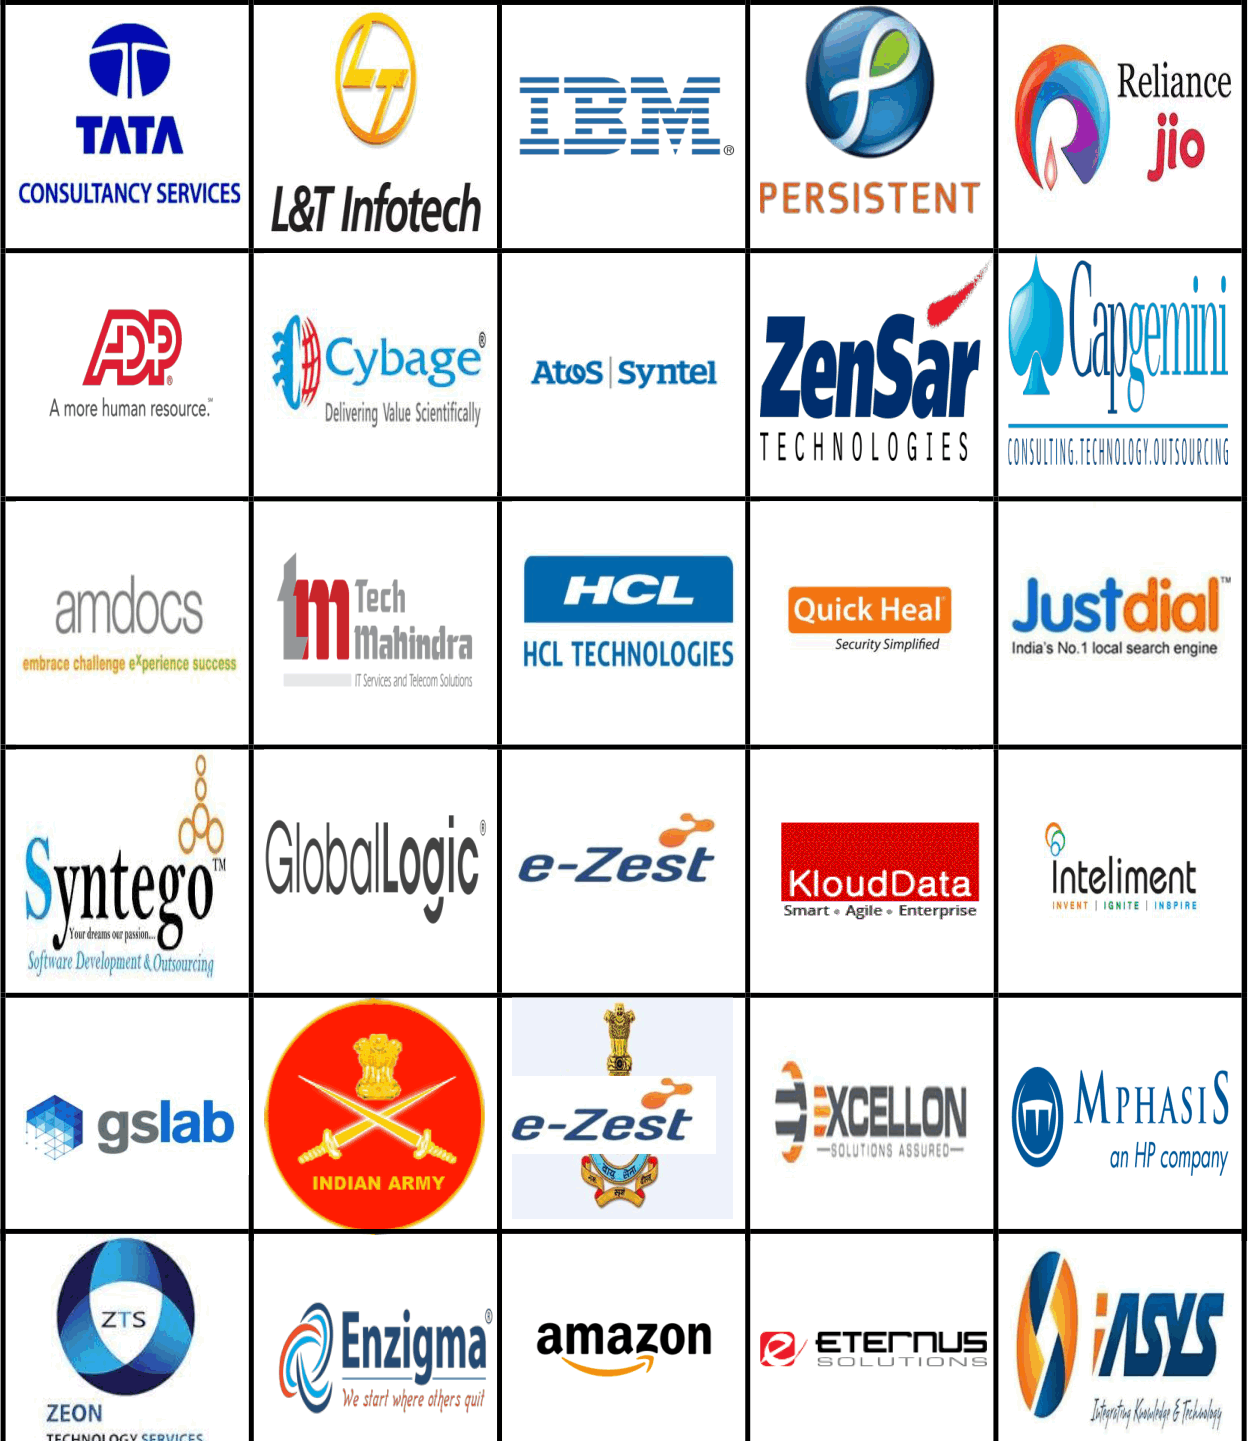 TATA
CONSULTANCY SERVICES
LT
L&T Infotech
IBM®
PERSISTENT
Reliance
jio
ADP®
A more human resource.℠
Cybage®
Delivering Value Scientifically
Atos | Syntel
ZenSar
TECHNOLOGIES
Capgemini
CONSULTING.TECHNOLOGY.OUTSOURCING
amdocs
embrace challenge eXperience success
Tech
Mahindra
IT Services and Telecom Solutions
HCL
HCL TECHNOLOGIES
Quick Heal
Security Simplified
Justdial™
India's No.1 local search engine
Syntego™
Your dreams our passion...
Software Development & Outsourcing
GlobalLogic®
e-Zest
KloudData
Smart • Agile • Enterprise
inteliment
INVENT | IGNITE | INSPIRE
gslab
INDIAN ARMY
e-Zest
वायु सेना
EXCELLON
SOLUTIONS ASSURED
MPHASIS
an HP company
ZTS
ZEON
TECHNOLOGY SERVICES
Enzigma®
We start where others quit
amazon
e ETERNUS
SOLUTIONS
iASYS
Integrating Knowledge & Technology